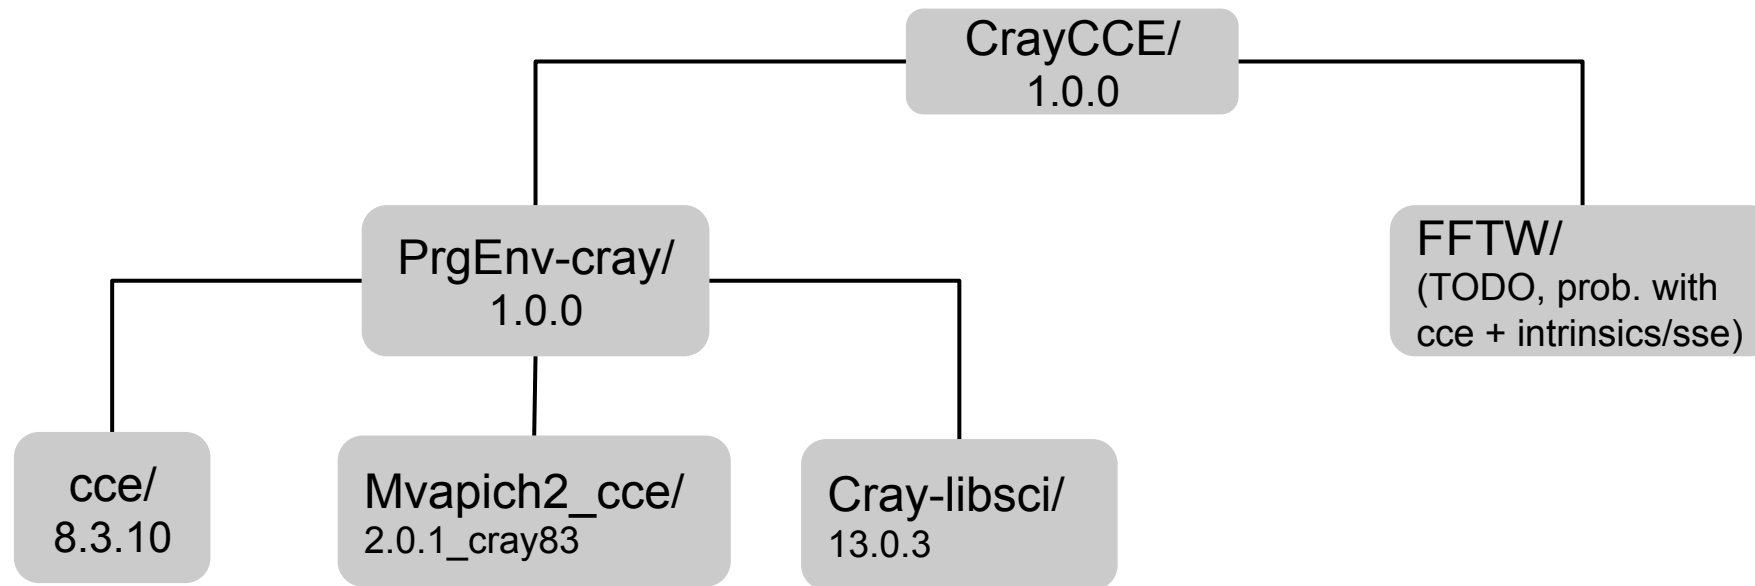 CrayCCE/
1.0.0
PrgEnv-cray/
1.0.0
FFTW/
(TODO, prob. with
cce + intrinsics/sse)
cce/
8.3.10
Mvapich2_cce/
2.0.1_cray83
Cray-libsci/
13.0.3